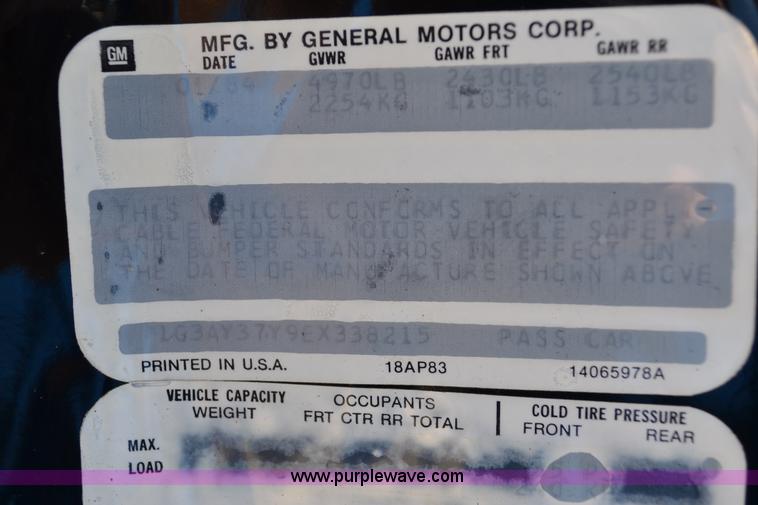 GM
MFG. BY GENERAL MOTORS CORP.
DATE GVWR GAWR FRT GAWR RR
01/84 4970LB 2430LB 2540LB
2254KG 1103KG 1153KG
THIS VEHICLE CONFORMS TO ALL APPLI-
CABLE FEDERAL MOTOR VEHICLE SAFETY
AND BUMPER STANDARDS IN EFFECT ON
THE DATE OF MANUFACTURE SHOWN ABOVE
1G3AY37Y9EX338215 PASS CAR
PRINTED IN U.S.A. 18AP83 14065978A
VEHICLE CAPACITY OCCUPANTS COLD TIRE PRESSURE
WEIGHT FRT CTR RR TOTAL FRONT REAR
MAX.
LOAD
www.purplewave.com